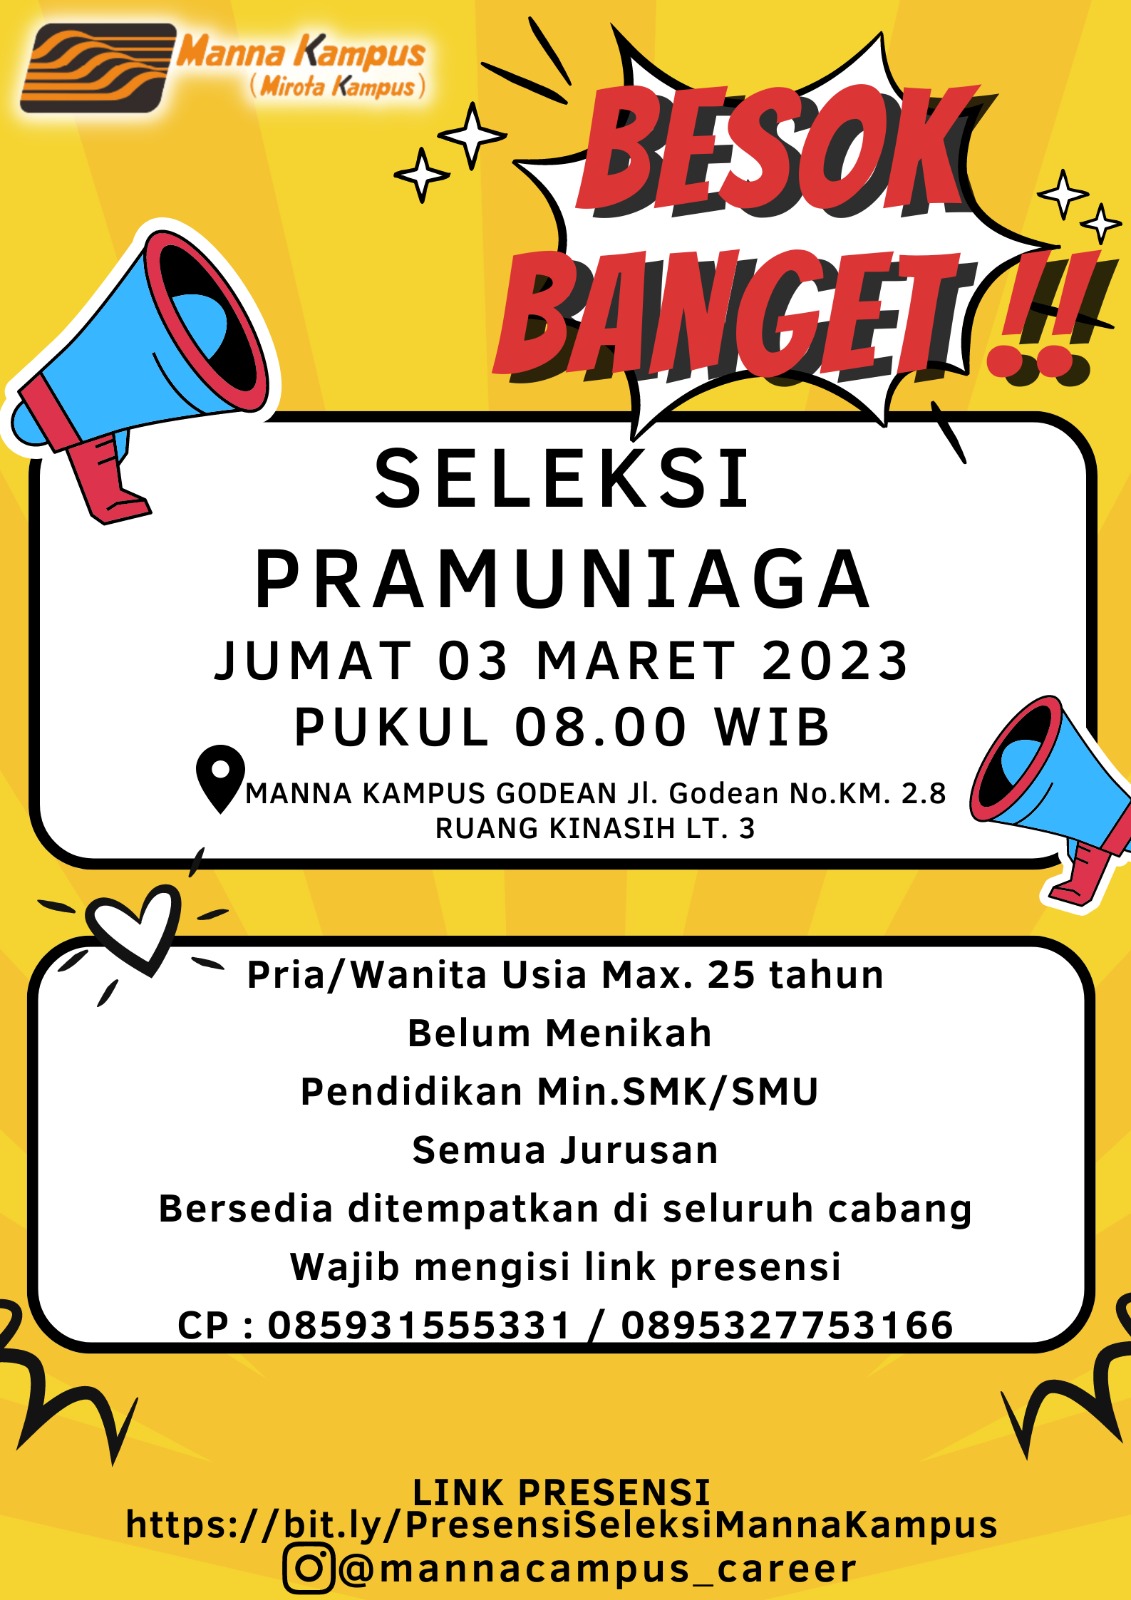 Manna Kampus
(Mirota Kampus)
BESOK
BANGET !!
SELEKSI
PRAMUNIAGA
JUMAT 03 MARET 2023
PUKUL 08.00 WIB
MANNA KAMPUS GODEAN Jl. Godean No.KM. 2.8
RUANG KINASIH LT. 3
Pria/Wanita Usia Max. 25 tahun
Belum Menikah
Pendidikan Min.SMK/SMU
Semua Jurusan
Bersedia ditempatkan di seluruh cabang
Wajib mengisi link presensi
CP : 085931555331 / 0895327753166
LINK PRESENSI
https://bit.ly/PresensiSeleksiMannaKampus
@mannacampus_career